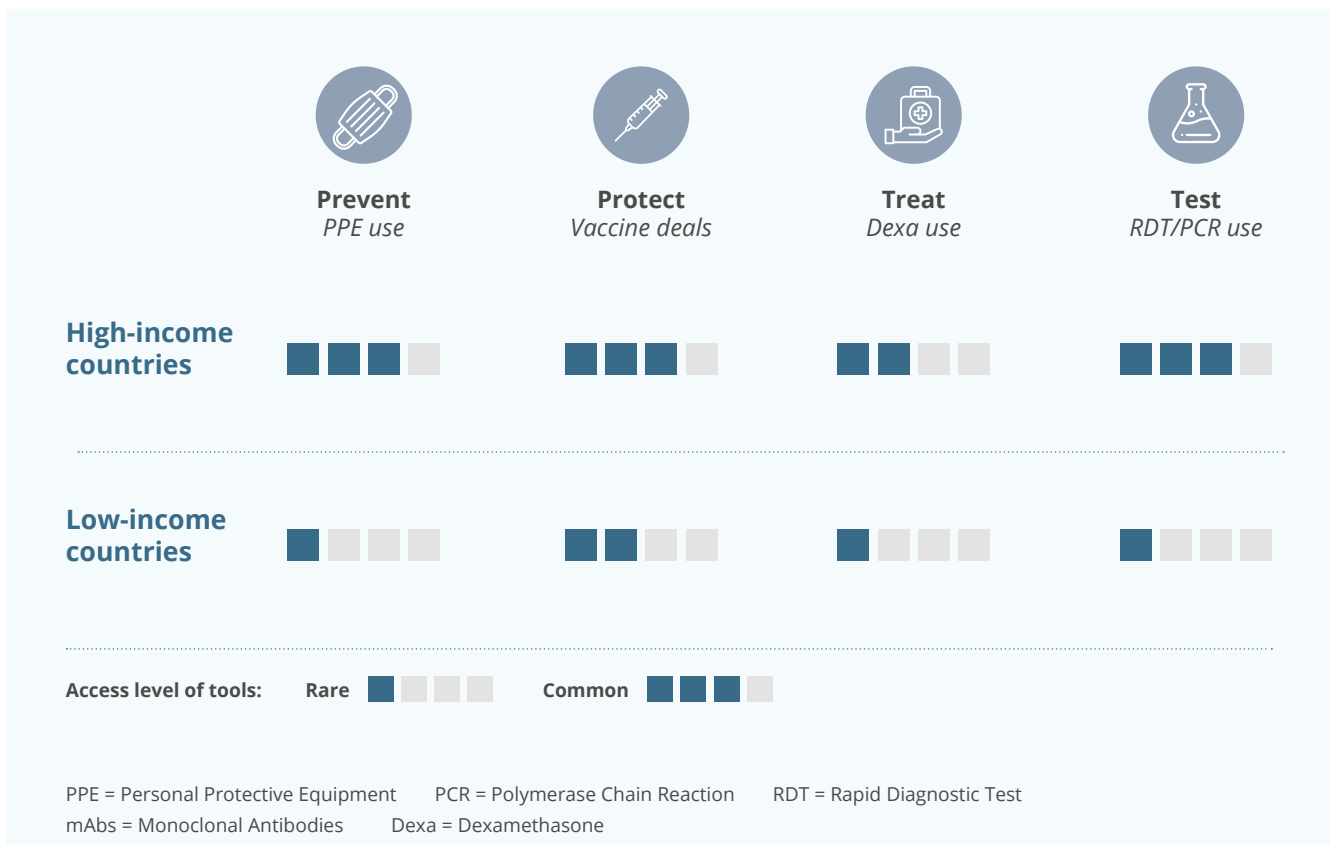 Prevent
PPE use
Protect
Vaccine deals
Treat
Dexa use
Test
RDT/PCR use
High-income
countries
Low-income
countries
Access level of tools: Rare Common
PPE = Personal Protective Equipment PCR = Polymerase Chain Reaction RDT = Rapid Diagnostic Test
mAbs = Monoclonal Antibodies Dexa = Dexamethasone